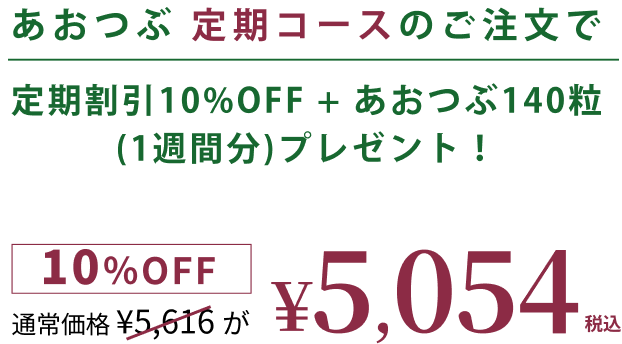 あおつぶ 定期コースのご注文で
定期割引10%OFF + あおつぶ140粒
(1週間分)プレゼント！
10%OFF
通常価格 ¥5,616 が
¥5,054 税込